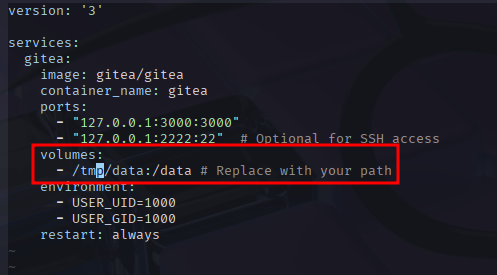 version: '3'
services:
  gitea:
    image: gitea/gitea
    container_name: gitea
    ports:
      - "127.0.0.1:3000:3000"
      - "127.0.0.1:2222:22"  # Optional for SSH access
    volumes:
      - /tmp/data:/data # Replace with your path
    environment:
      - USER_UID=1000
      - USER_GID=1000
    restart: always
~
~